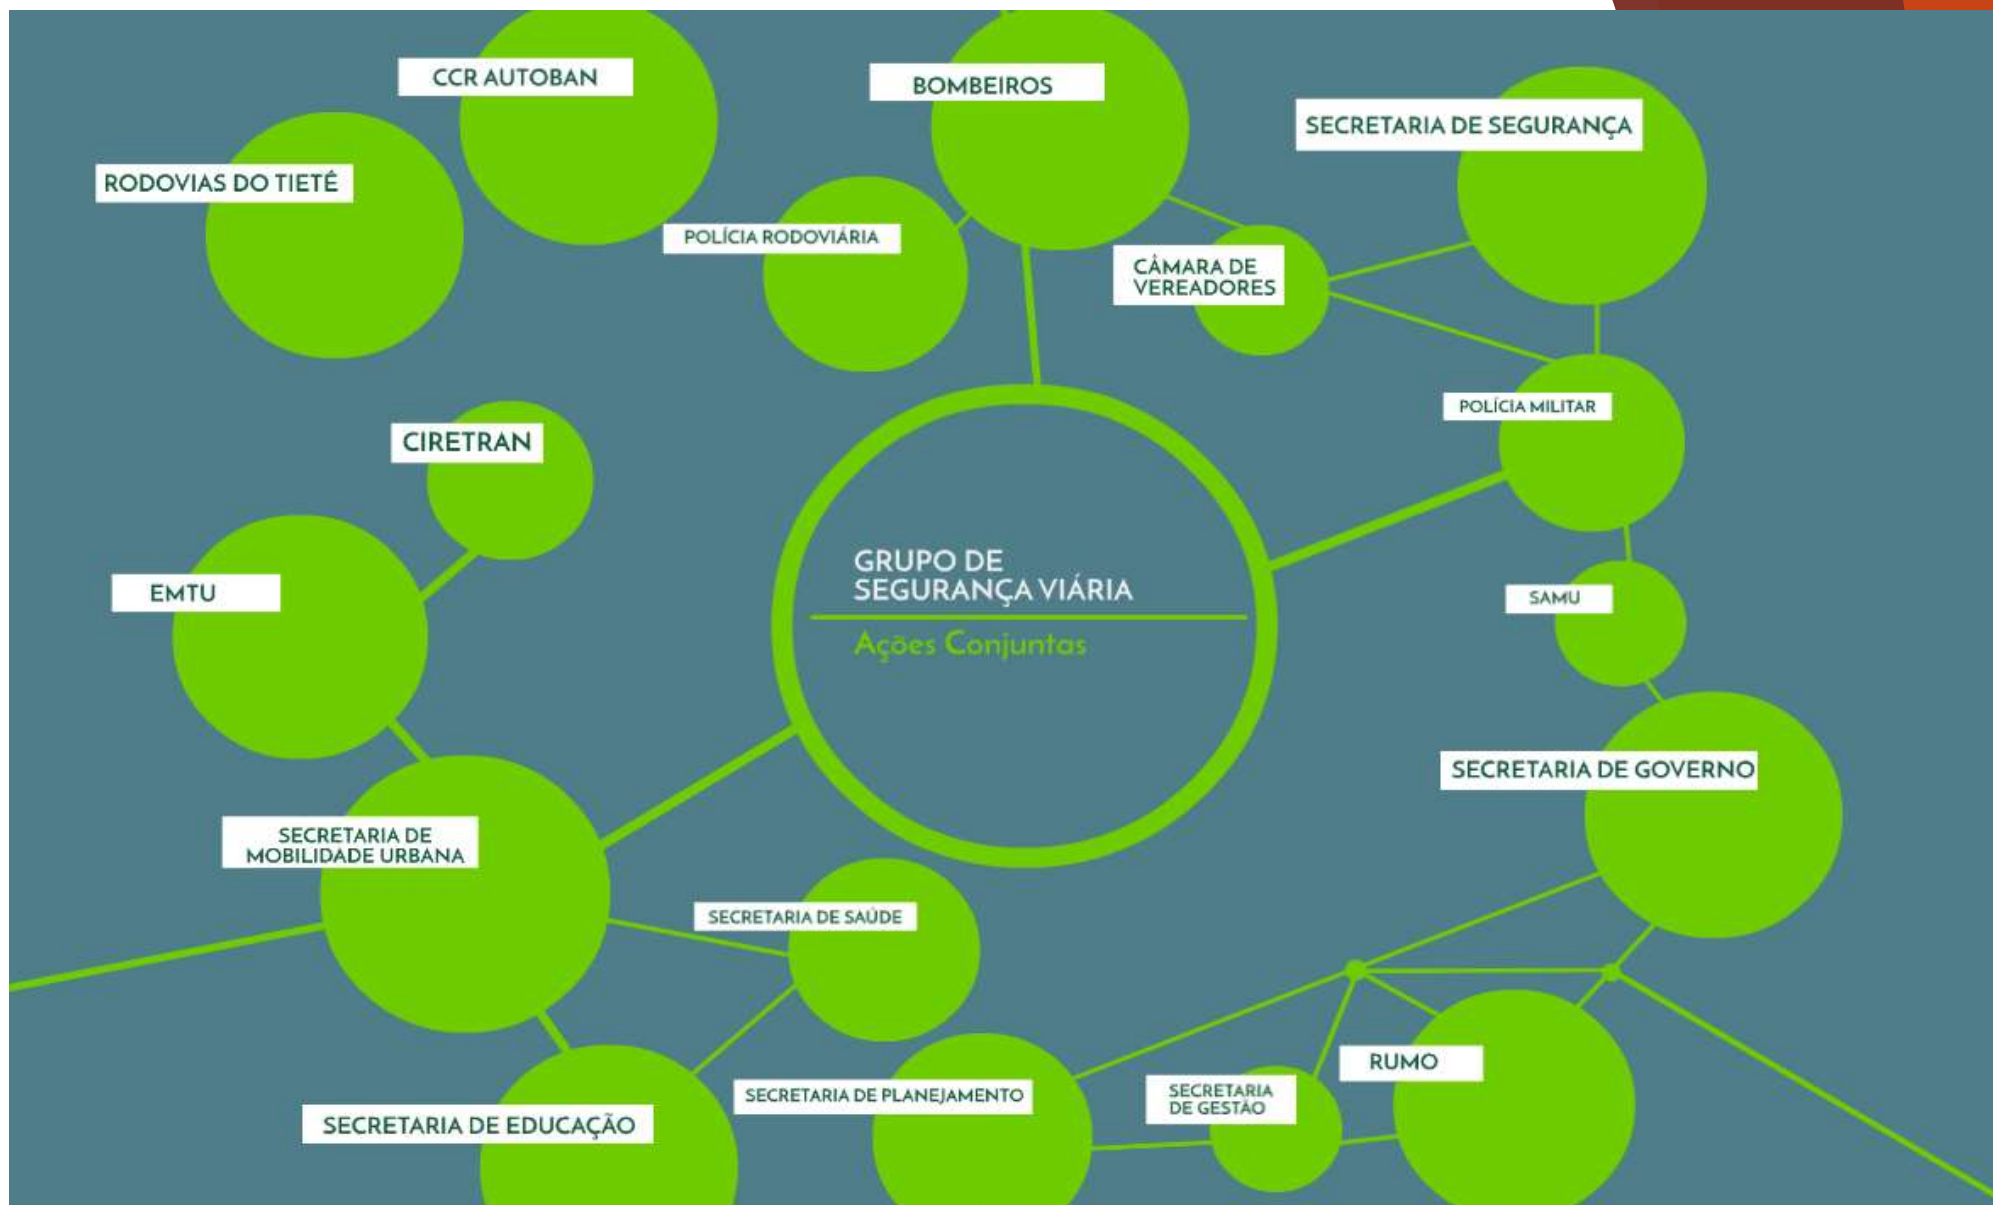 CCR AUTOBAN
BOMBEIROS
SECRETARIA DE SEGURANÇA
RODOVIAS DO TIETÊ
POLÍCIA RODOVIÁRIA
CÂMARA DE
VEREADORES
POLÍCIA MILITAR
CIRETRAN
GRUPO DE
SEGURANÇA VIÁRIA
Ações Conjuntas
EMTU
SAMU
SECRETARIA DE GOVERNO
SECRETARIA DE
MOBILIDADE URBANA
SECRETARIA DE SAÚDE
RUMO
SECRETARIA DE PLANEJAMENTO
SECRETARIA
DE GESTÃO
SECRETARIA DE EDUCAÇÃO